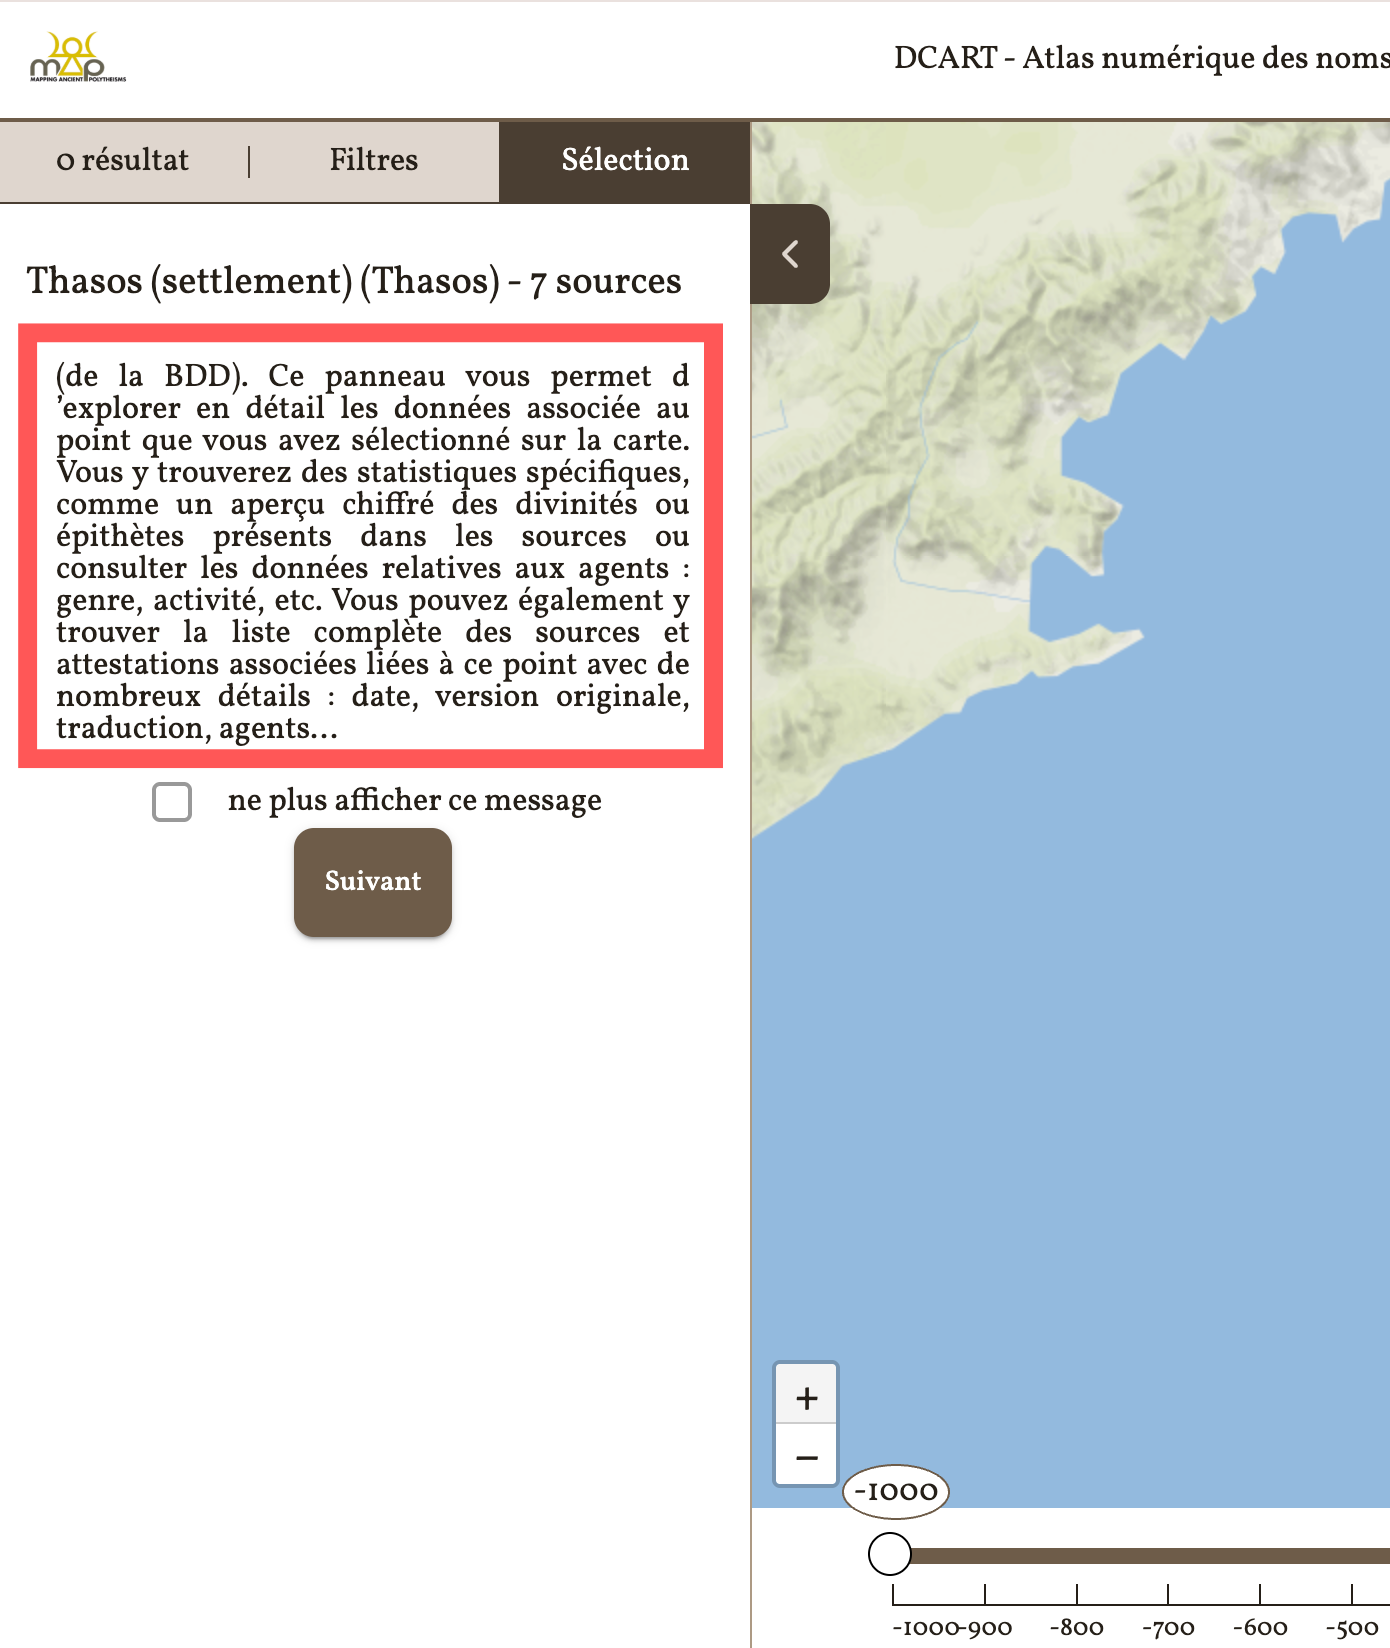 map
MAPPING ANCIENT POLYTHEISMS
DCART - Atlas numérique des noms
0 résultat
Filtres
Sélection
Thasos (settlement) (Thasos) - 7 sources
(de la BDD). Ce panneau vous permet d
’explorer en détail les données associée au
point que vous avez sélectionné sur la carte.
Vous y trouverez des statistiques spécifiques,
comme un aperçu chiffré des divinités ou
épithètes présents dans les sources ou
consulter les données relatives aux agents :
genre, activité, etc. Vous pouvez également y
trouver la liste complète des sources et
attestations associées liées à ce point avec de
nombreux détails : date, version originale,
traduction, agents...
ne plus afficher ce message
Suivant
+
−
-1000
-1000 -900 -800 -700 -600 -500